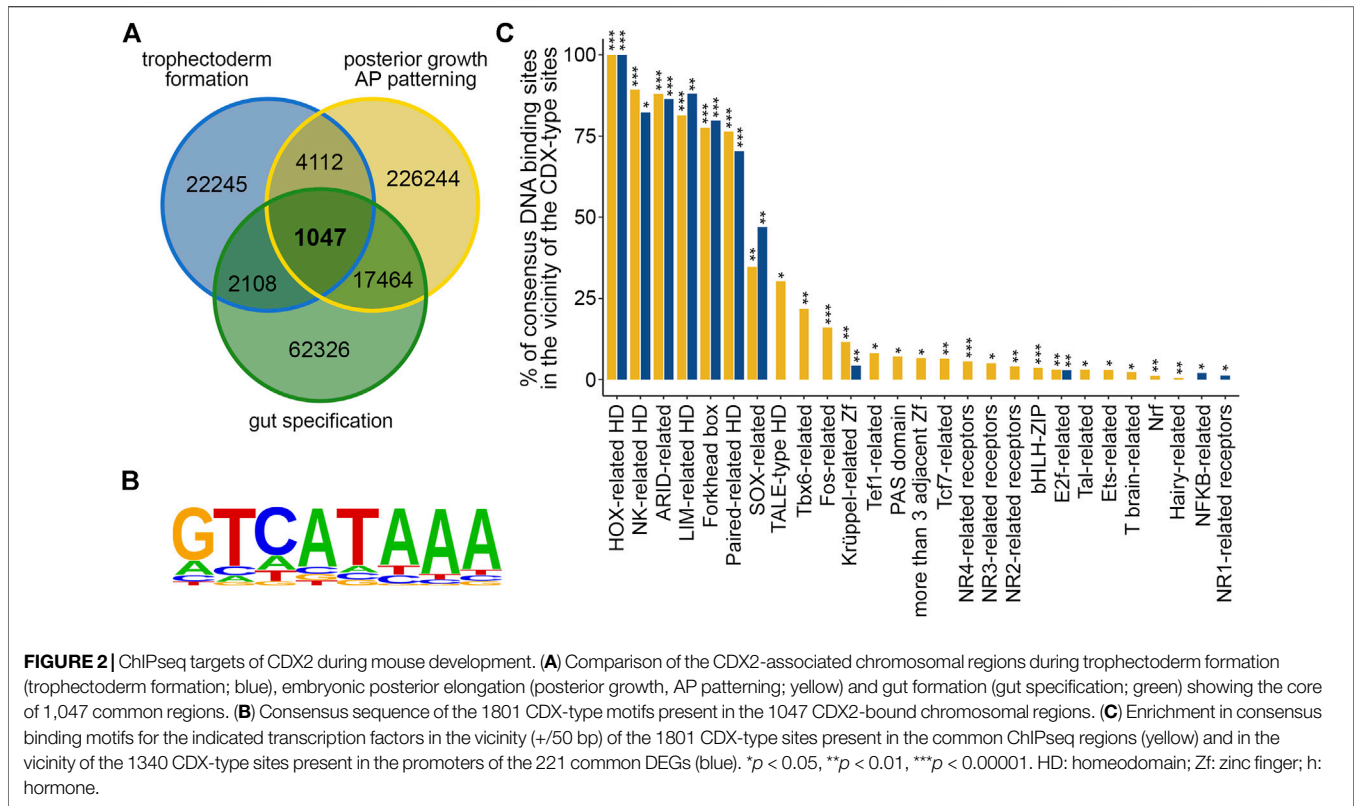 A
trophectoderm
formation
posterior growth
AP patterning
22245
4112
226244
1047
2108
17464
62326
gut specification
B
GTCATAAA
C
% of consensus DNA binding sites
in the vicinity of the CDX-type sites
100
75
50
25
0
*** *** *** * *** *** *** ** *** *** *** *** ** ** * ** *** ** ** * * * ** *** * ** *** ** ** * * * ** * * *
HOX-related HD
NK-related HD
ARID-related
LIM-related HD
Forkhead box
Paired-related HD
SOX-related
TALE-type HD
Tbx6-related
Fos-related
Krüppel-related Zf
Tef1-related
PAS domain
more than 3 adjacent Zf
Tcf7-related
NR4-related receptors
NR3-related receptors
NR2-related receptors
bHLH-ZIP
E2f-related
Tal-related
Ets-related
T brain-related
Nrf
Hairy-related
NFKB-related
NR1-related receptors
FIGURE 2 | ChIPseq targets of CDX2 during mouse development. (A) Comparison of the CDX2-associated chromosomal regions during trophectoderm formation
(trophectoderm formation; blue), embryonic posterior elongation (posterior growth, AP patterning; yellow) and gut formation (gut specification; green) showing the core
of 1,047 common regions. (B) Consensus sequence of the 1801 CDX-type motifs present in the 1047 CDX2-bound chromosomal regions. (C) Enrichment in consensus
binding motifs for the indicated transcription factors in the vicinity (+/50 bp) of the 1801 CDX-type sites present in the common ChIPseq regions (yellow) and in the
vicinity of the 1340 CDX-type sites present in the promoters of the 221 common DEGs (blue). *p < 0.05, **p < 0.01, ***p < 0.00001. HD: homeodomain; Zf: zinc finger; h:
hormone.